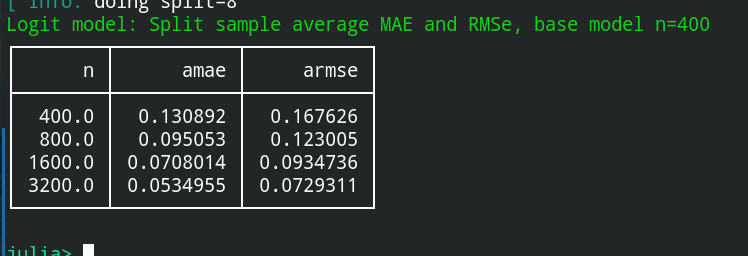 [ Info: doing split=8
Logit model: Split sample average MAE and RMSe, base model n=400
n amae armse
400.0 0.130892 0.167626
800.0 0.095053 0.123005
1600.0 0.0708014 0.0934736
3200.0 0.0534955 0.0729311
julia>